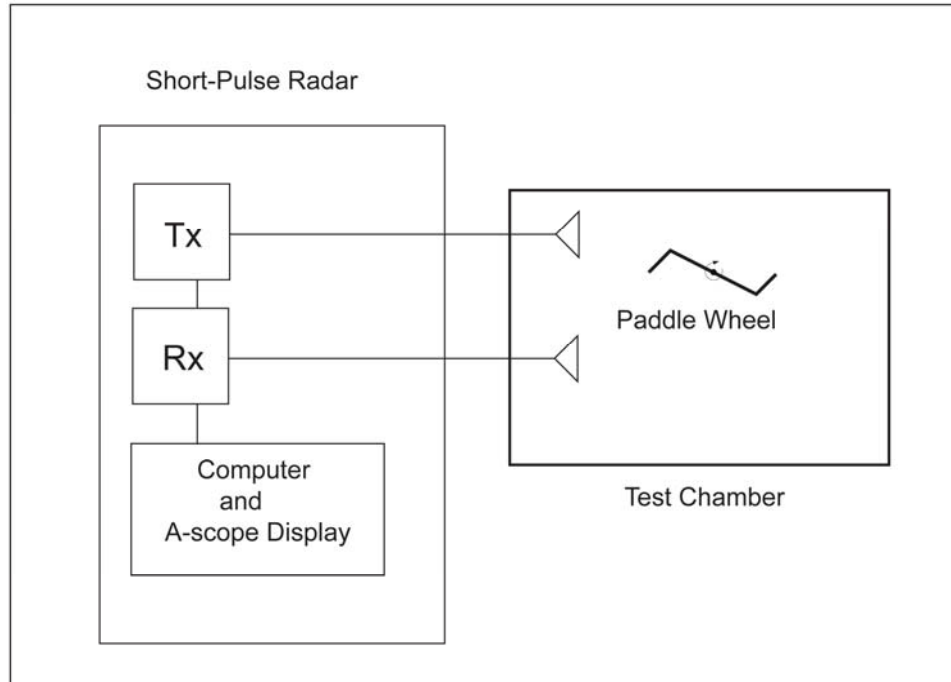 Short-Pulse Radar
Tx
Rx
Computer
and
A-scope Display
Paddle Wheel
Test Chamber